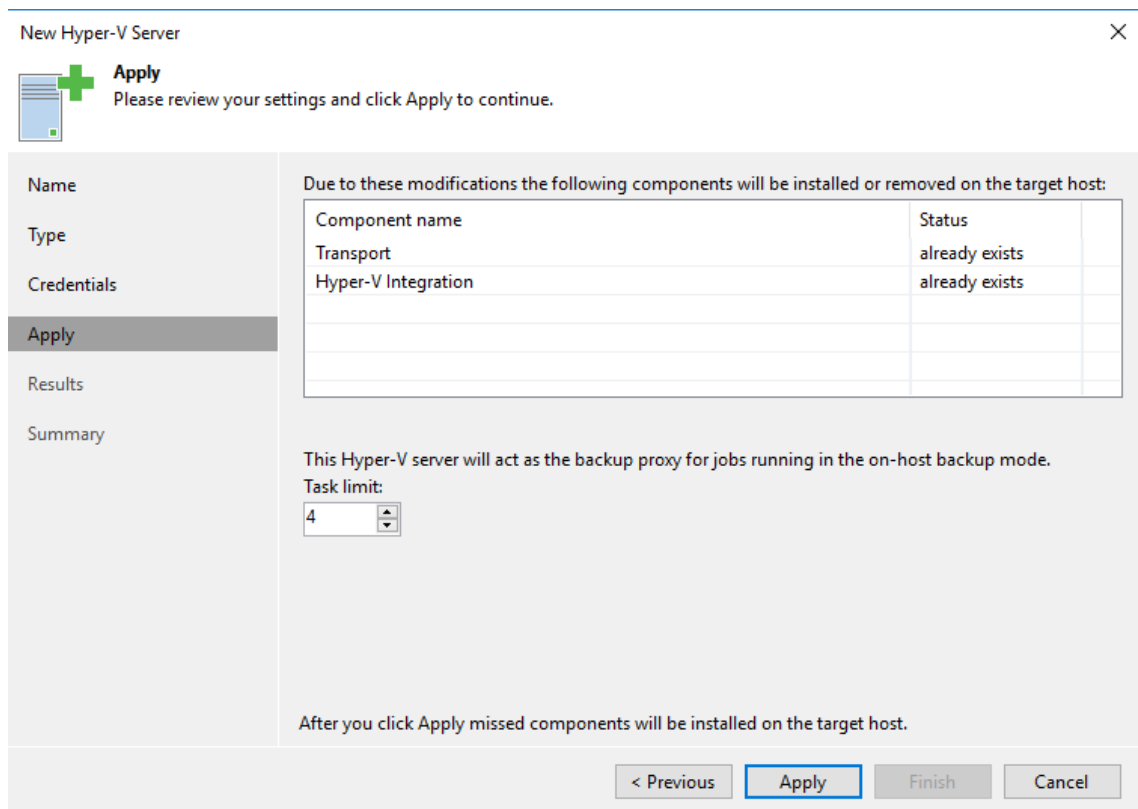 New Hyper-V Server
Apply
Please review your settings and click Apply to continue.
Name
Type
Credentials
Apply
Results
Summary
Due to these modifications the following components will be installed or removed on the target host:
Component name Status
Transport already exists
Hyper-V Integration already exists
This Hyper-V server will act as the backup proxy for jobs running in the on-host backup mode.
Task limit:
4
After you click Apply missed components will be installed on the target host.
< Previous Apply Finish Cancel